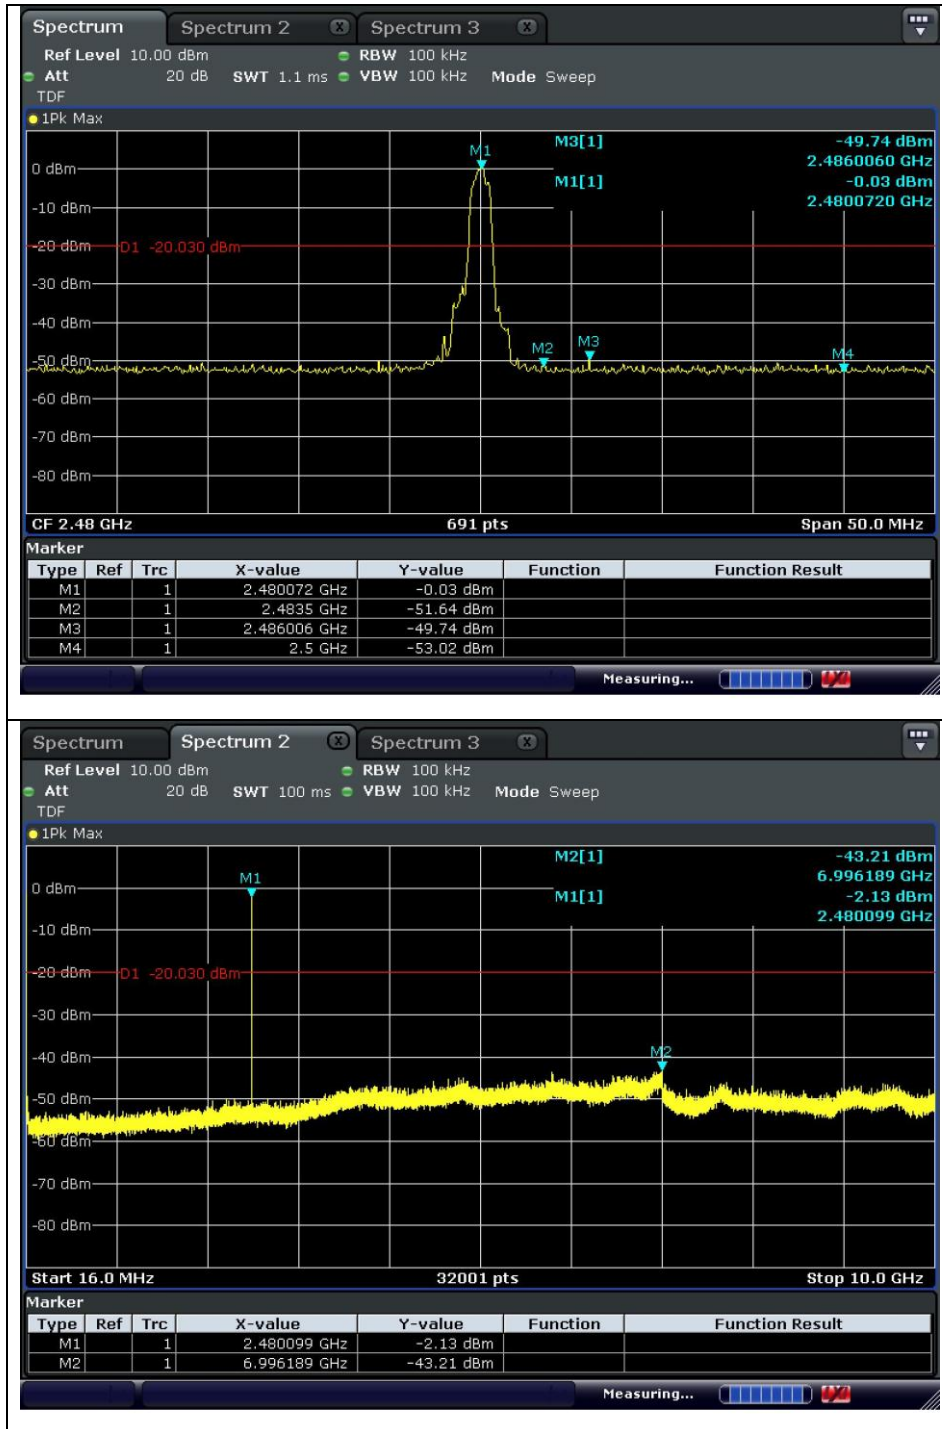 Spectrum Spectrum 2 X Spectrum 3 X
Ref Level 10.00 dBm RBW 100 kHz
Att 20 dB SWT 1.1 ms VBW 100 kHz Mode Sweep
TDF
1Pk Max
M3[1] -49.74 dBm
2.4860060 GHz
M1[1] -0.03 dBm
2.4800720 GHz
M1
0 dBm
-10 dBm
-20 dBm D1 -20.030 dBm
-30 dBm
-40 dBm
M2 M3 M4
-50 dBm
-60 dBm
-70 dBm
-80 dBm
CF 2.48 GHz 691 pts Span 50.0 MHz
Marker
Type Ref Trc X-value Y-value Function Function Result
M1 1 2.480072 GHz -0.03 dBm
M2 1 2.4835 GHz -51.64 dBm
M3 1 2.486006 GHz -49.74 dBm
M4 1 2.5 GHz -53.02 dBm
Measuring...
Spectrum Spectrum 2 X Spectrum 3 X
Ref Level 10.00 dBm RBW 100 kHz
Att 20 dB SWT 100 ms VBW 100 kHz Mode Sweep
TDF
1Pk Max
M2[1] -43.21 dBm
6.996189 GHz
M1[1] -2.13 dBm
2.480099 GHz
M1
0 dBm
-10 dBm
-20 dBm D1 -20.030 dBm
-30 dBm
-40 dBm
M2
-50 dBm
-60 dBm
-70 dBm
-80 dBm
Start 16.0 MHz 32001 pts Stop 10.0 GHz
Marker
Type Ref Trc X-value Y-value Function Function Result
M1 1 2.480099 GHz -2.13 dBm
M2 1 6.996189 GHz -43.21 dBm
Measuring...